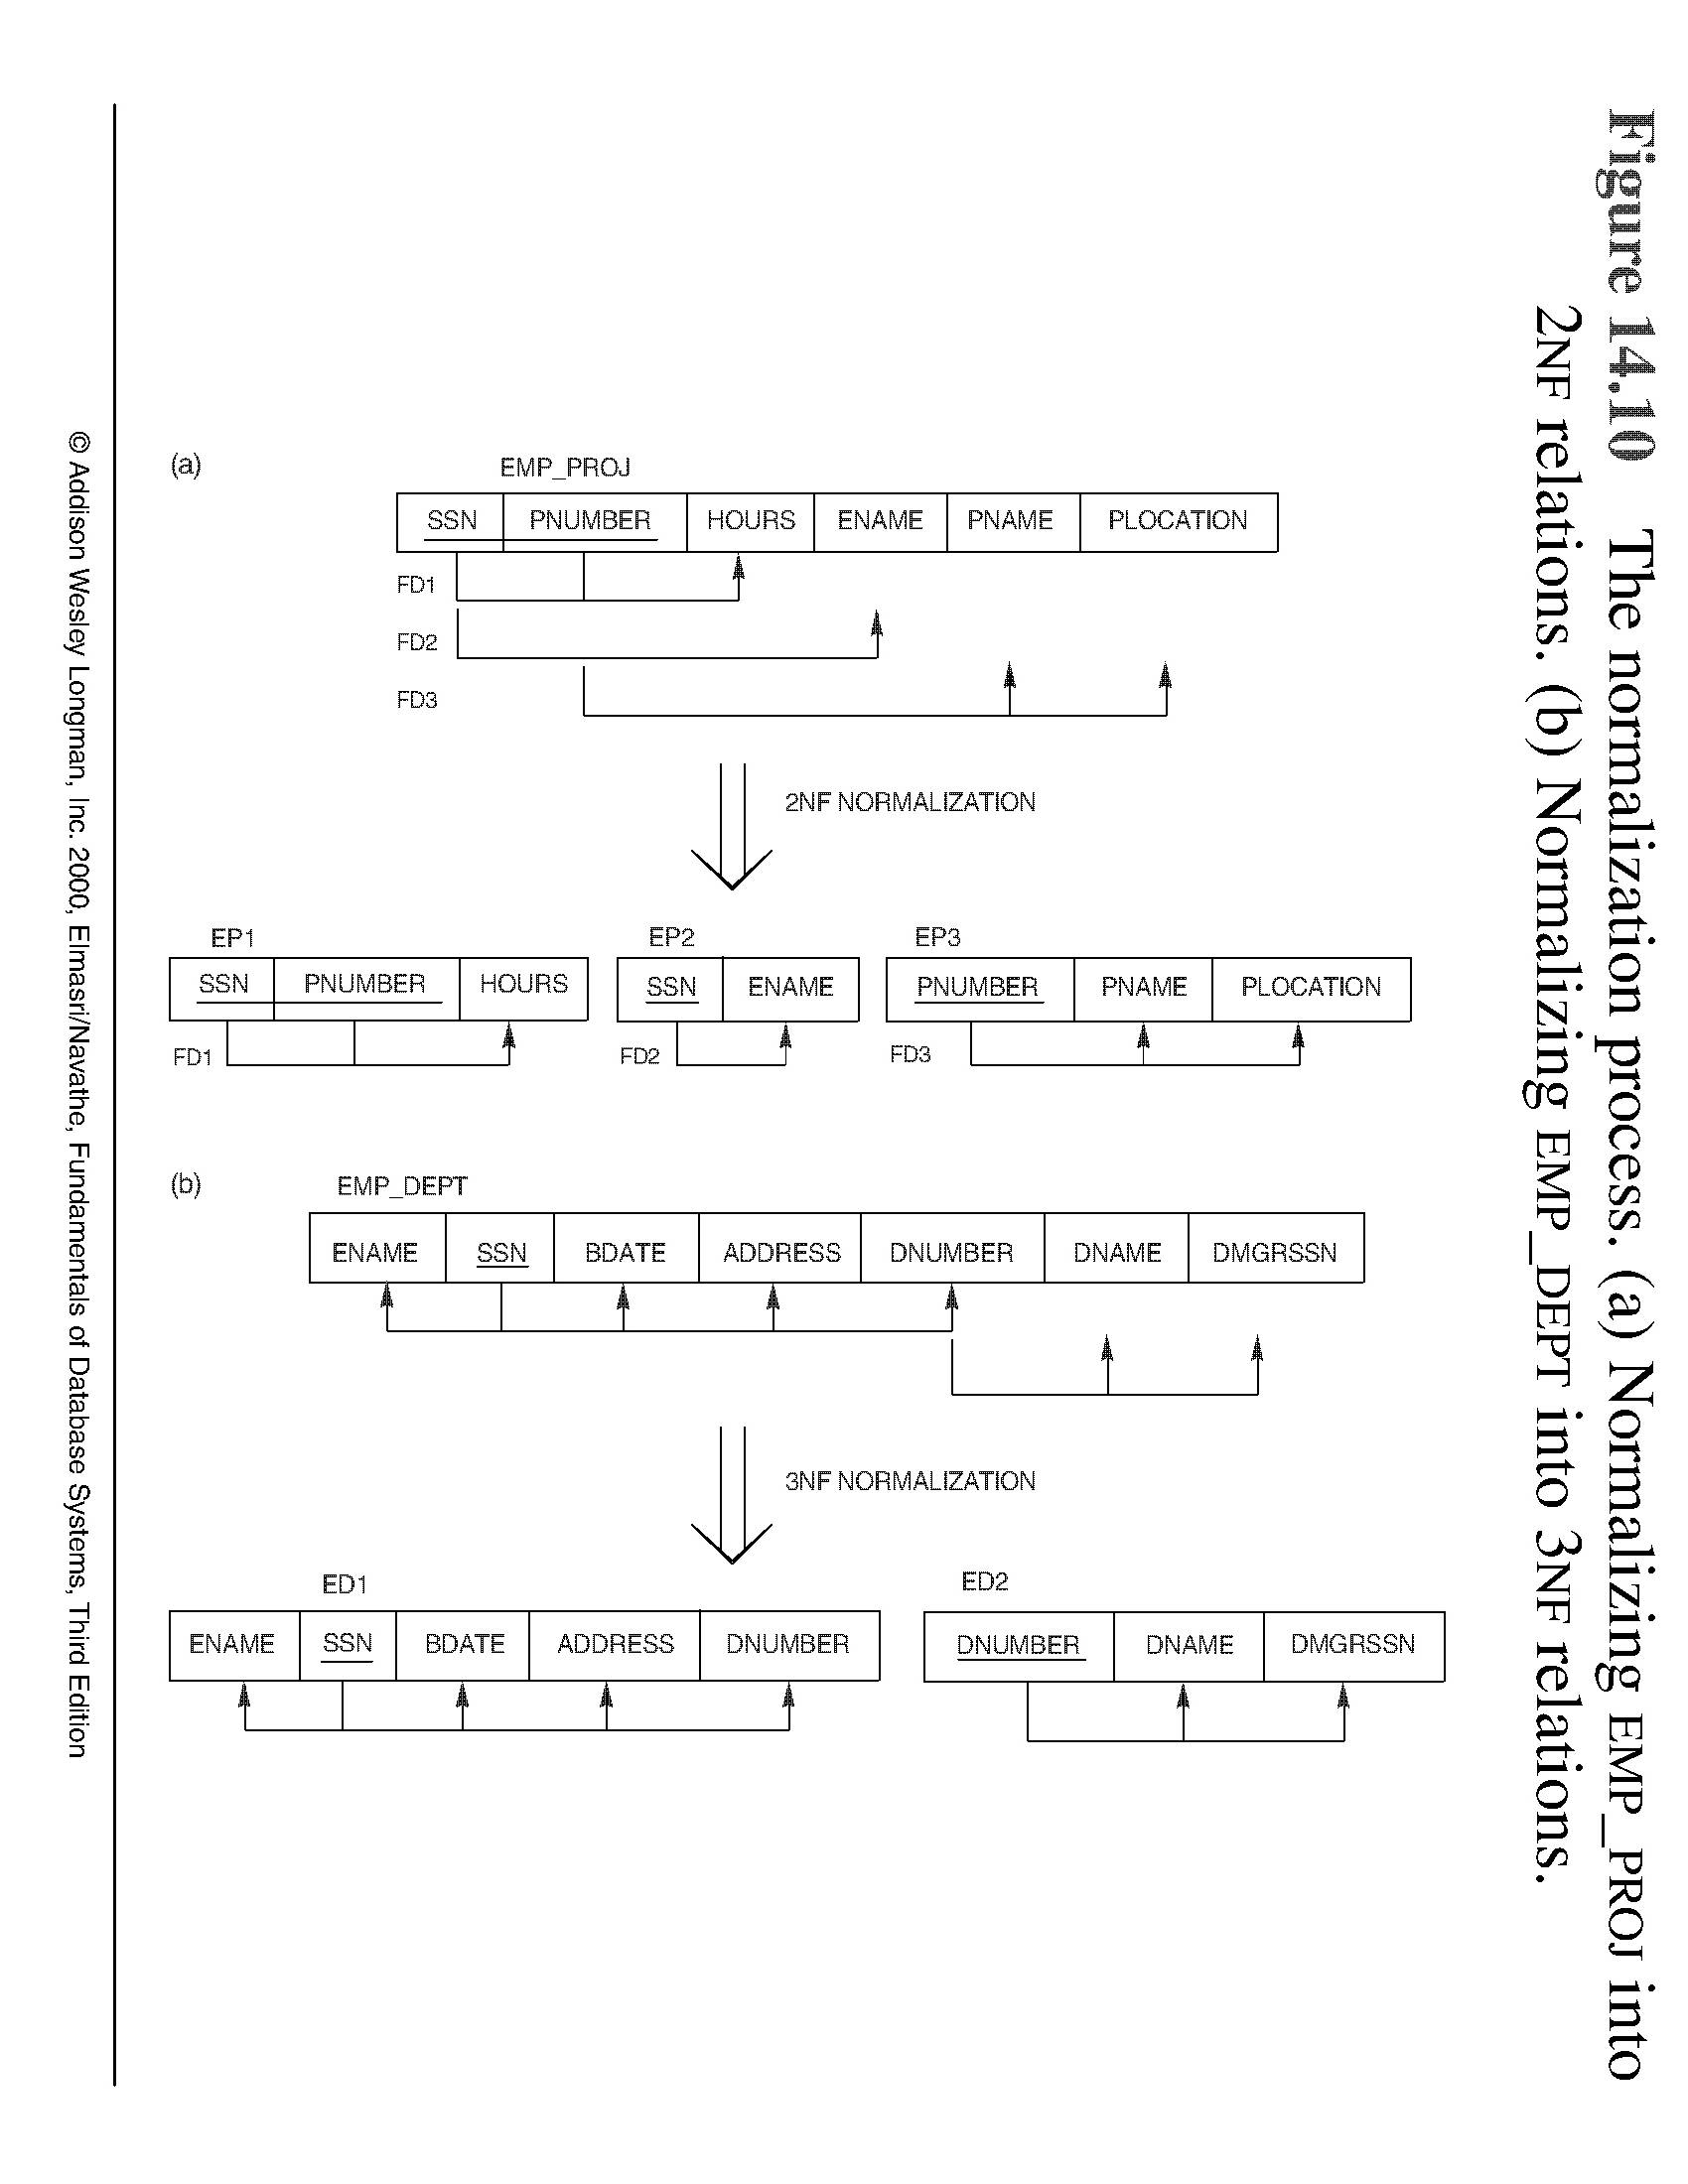 Figure 14.10 The normalization process. (a) Normalizing EMP_PROJ into
2NF relations. (b) Normalizing EMP_DEPT into 3NF relations.
(a)
EMP_PROJ
SSN PNUMBER HOURS ENAME PNAME PLOCATION
FD1
FD2
FD3
2NF NORMALIZATION
EP1
SSN PNUMBER HOURS
FD1
EP2
SSN ENAME
FD2
EP3
PNUMBER PNAME PLOCATION
FD3
(b)
EMP_DEPT
ENAME SSN BDATE ADDRESS DNUMBER DNAME DMGRSSN
3NF NORMALIZATION
ED1
ENAME SSN BDATE ADDRESS DNUMBER
ED2
DNUMBER DNAME DMGRSSN
© Addison Wesley Longman, Inc. 2000, Elmasri/Navathe, Fundamentals of Database Systems, Third Edition